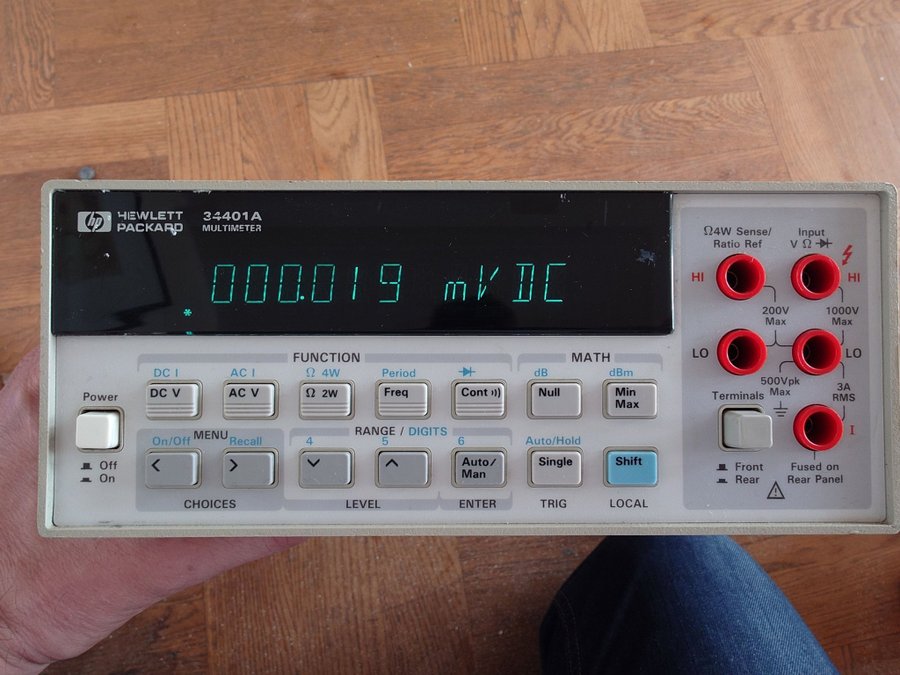 hp HEWLETT PACKARD
34401A MULTIMETER
000.019 mVDC
*
FUNCTION
MATH
DC I
AC I
Ω 4W
Period
dB
dBm
DC V
AC V
Ω 2W
Freq
Cont
Null
Min Max
Power
Off
On
MENU
RANGE / DIGITS
On/Off
Recall
4
5
6
Auto/Hold
<
>
Auto/Man
Single
Shift
CHOICES
LEVEL
ENTER
TRIG
LOCAL
Ω4W Sense/ Ratio Ref
Input V Ω
HI
HI
200V Max
1000V Max
LO
LO
500Vpk Max
3A RMS
Terminals
I
Front
Rear
Fused on Rear Panel